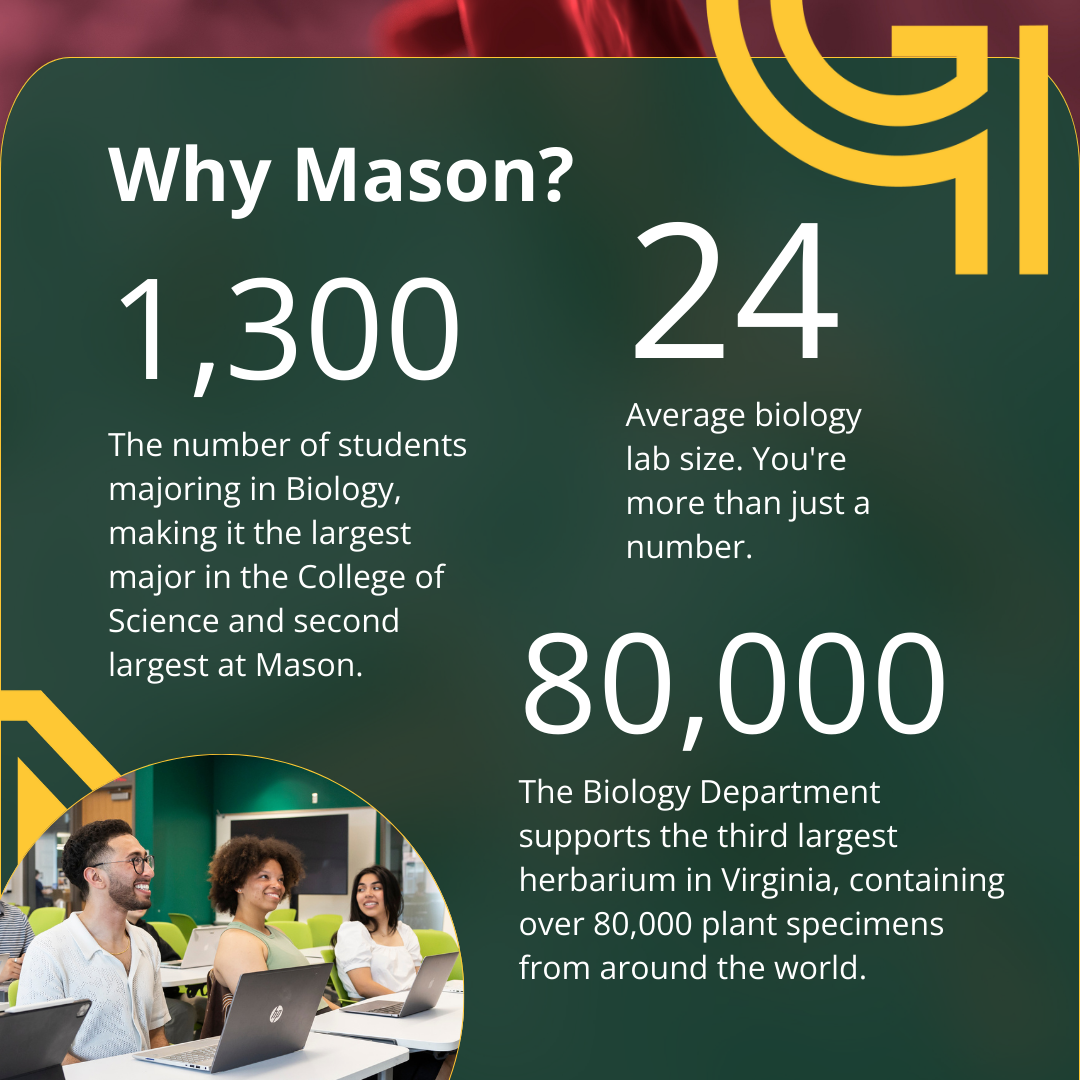 Why Mason?
1,300
The number of students
majoring in Biology,
making it the largest
major in the College of
Science and second
largest at Mason.
24
Average biology
lab size. You're
more than just a
number.
80,000
The Biology Department
supports the third largest
herbarium in Virginia, containing
over 80,000 plant specimens
from around the world.
hp